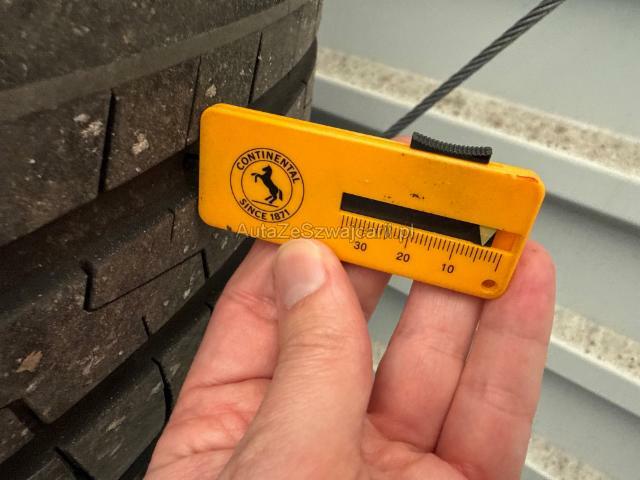 CONTINENTAL
SINCE 1871
AutaZeSzwajcarii.pl
30 20 10